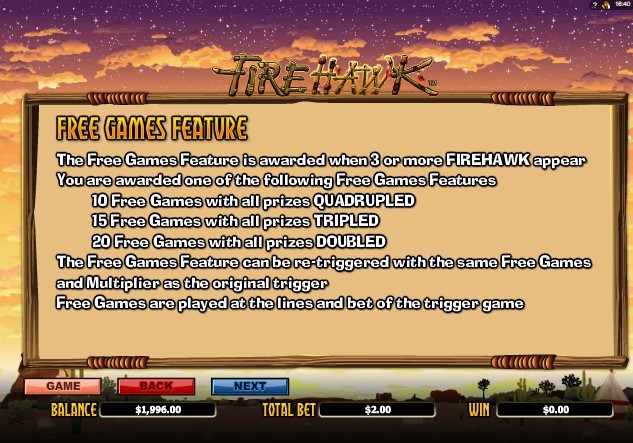 ? 16:40
FIREHAWK™
FREE GAMES FEATURE
The Free Games Feature is awarded when 3 or more FIREHAWK appear
You are awarded one of the following Free Games Features
10 Free Games with all prizes QUADRUPLED
15 Free Games with all prizes TRIPLED
20 Free Games with all prizes DOUBLED
The Free Games Feature can be re-triggered with the same Free Games
and Multiplier as the original trigger
Free Games are played at the lines and bet of the trigger game
GAME BACK NEXT
BALANCE $1,996.00 TOTAL BET $2.00 WIN $0.00